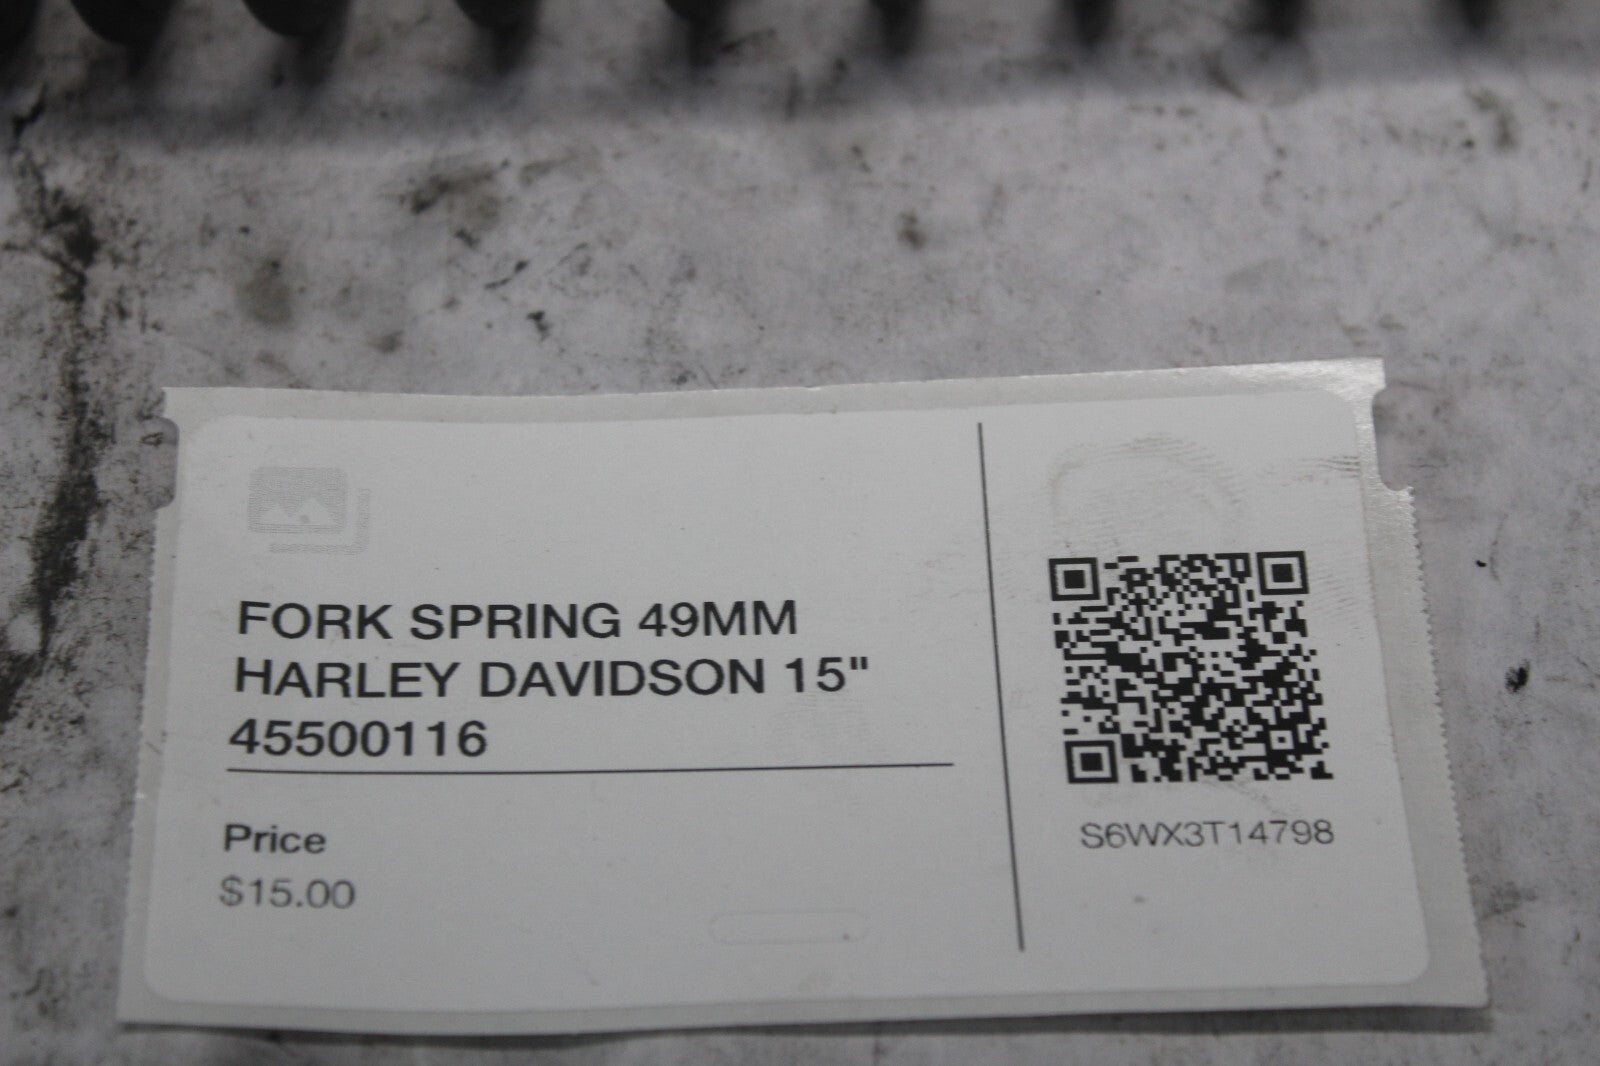 FORK SPRING 49MM
HARLEY DAVIDSON 15"
45500116
Price
$15.00
S6WX3T14798